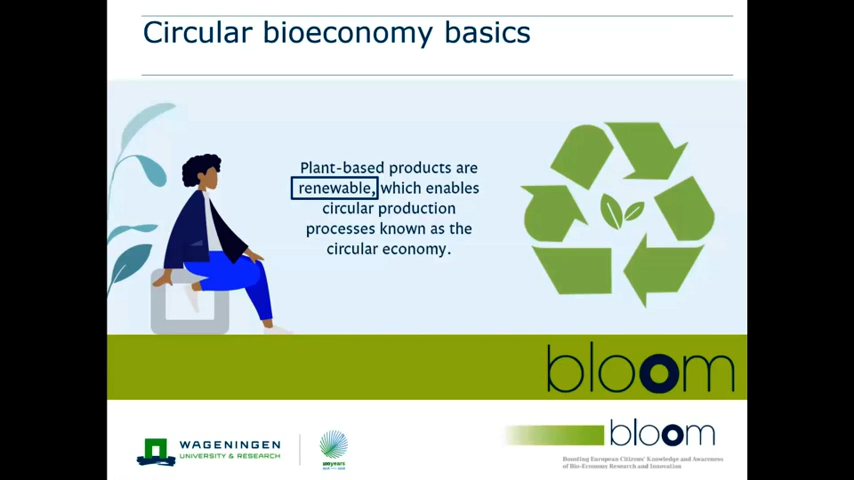 Circular bioeconomy basics
Plant-based products are
renewable, which enables
circular production
processes known as the
circular economy.
bloom
WAGENINGEN
UNIVERSITY & RESEARCH
100years
bloom
Boosting European Citizens' Knowledge and Awareness
of Bio-Economy Research and Innovation